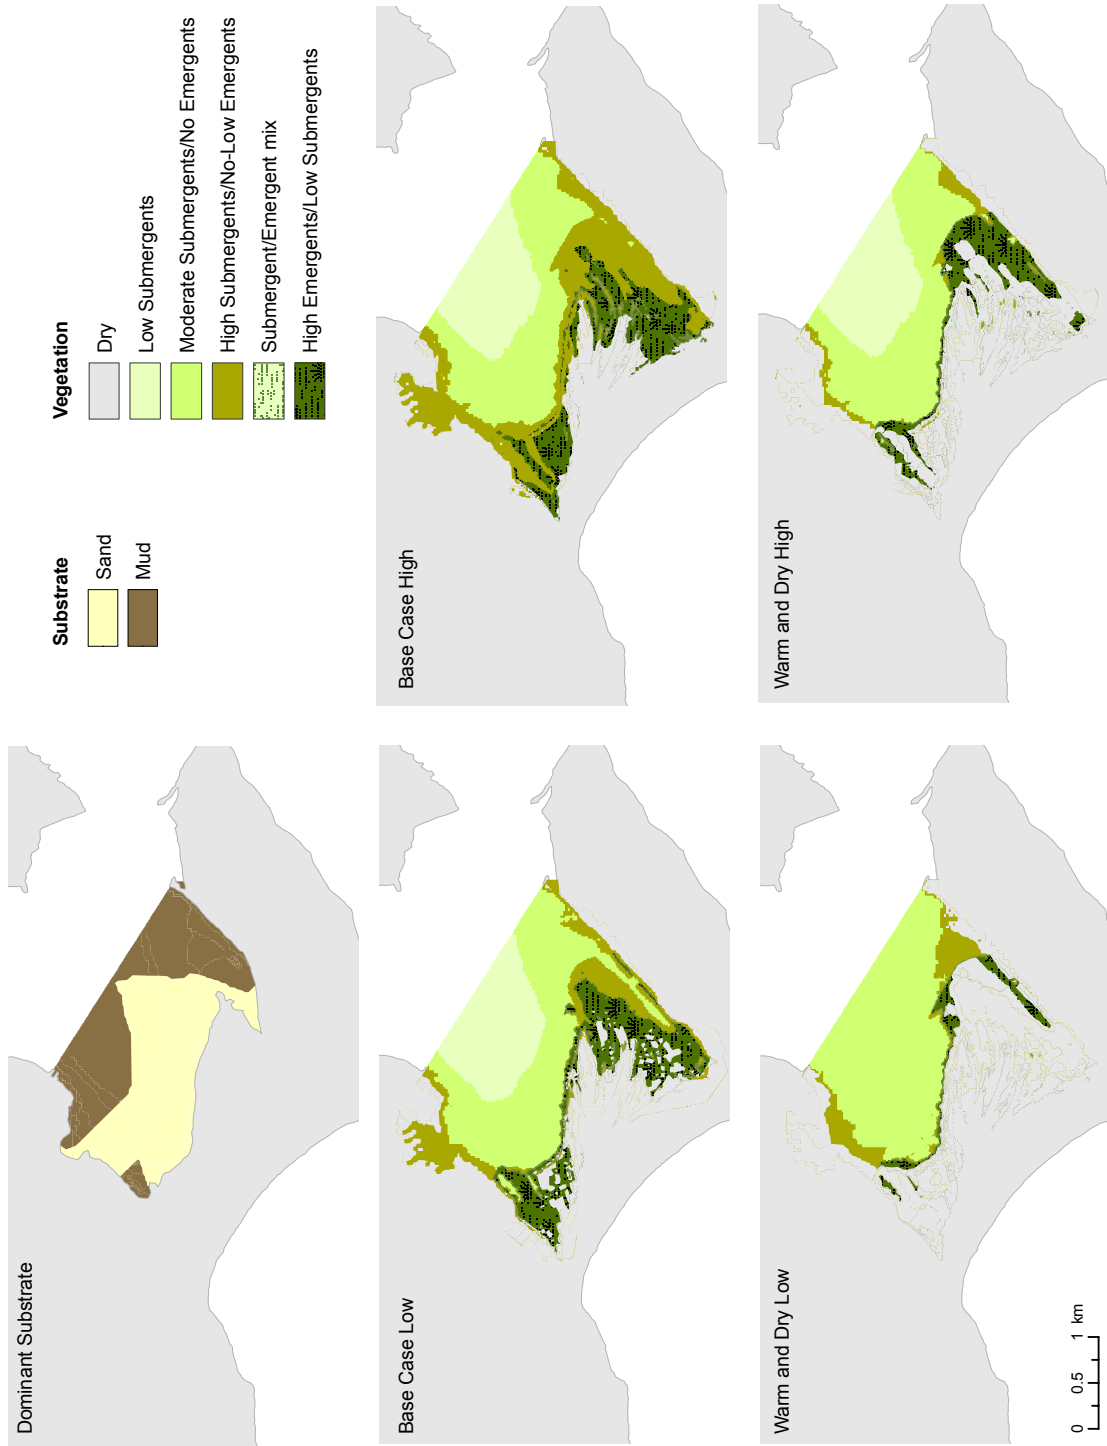 Dominant Substrate
Substrate
Sand
Mud
Vegetation
Dry
Low Submergents
Moderate Submergents/No Emergents
High Submergents/No-Low Emergents
Submergent/Emergent mix
High Emergents/Low Submergents
Base Case Low
Base Case High
Warm and Dry Low
Warm and Dry High
0 0.5 1 km